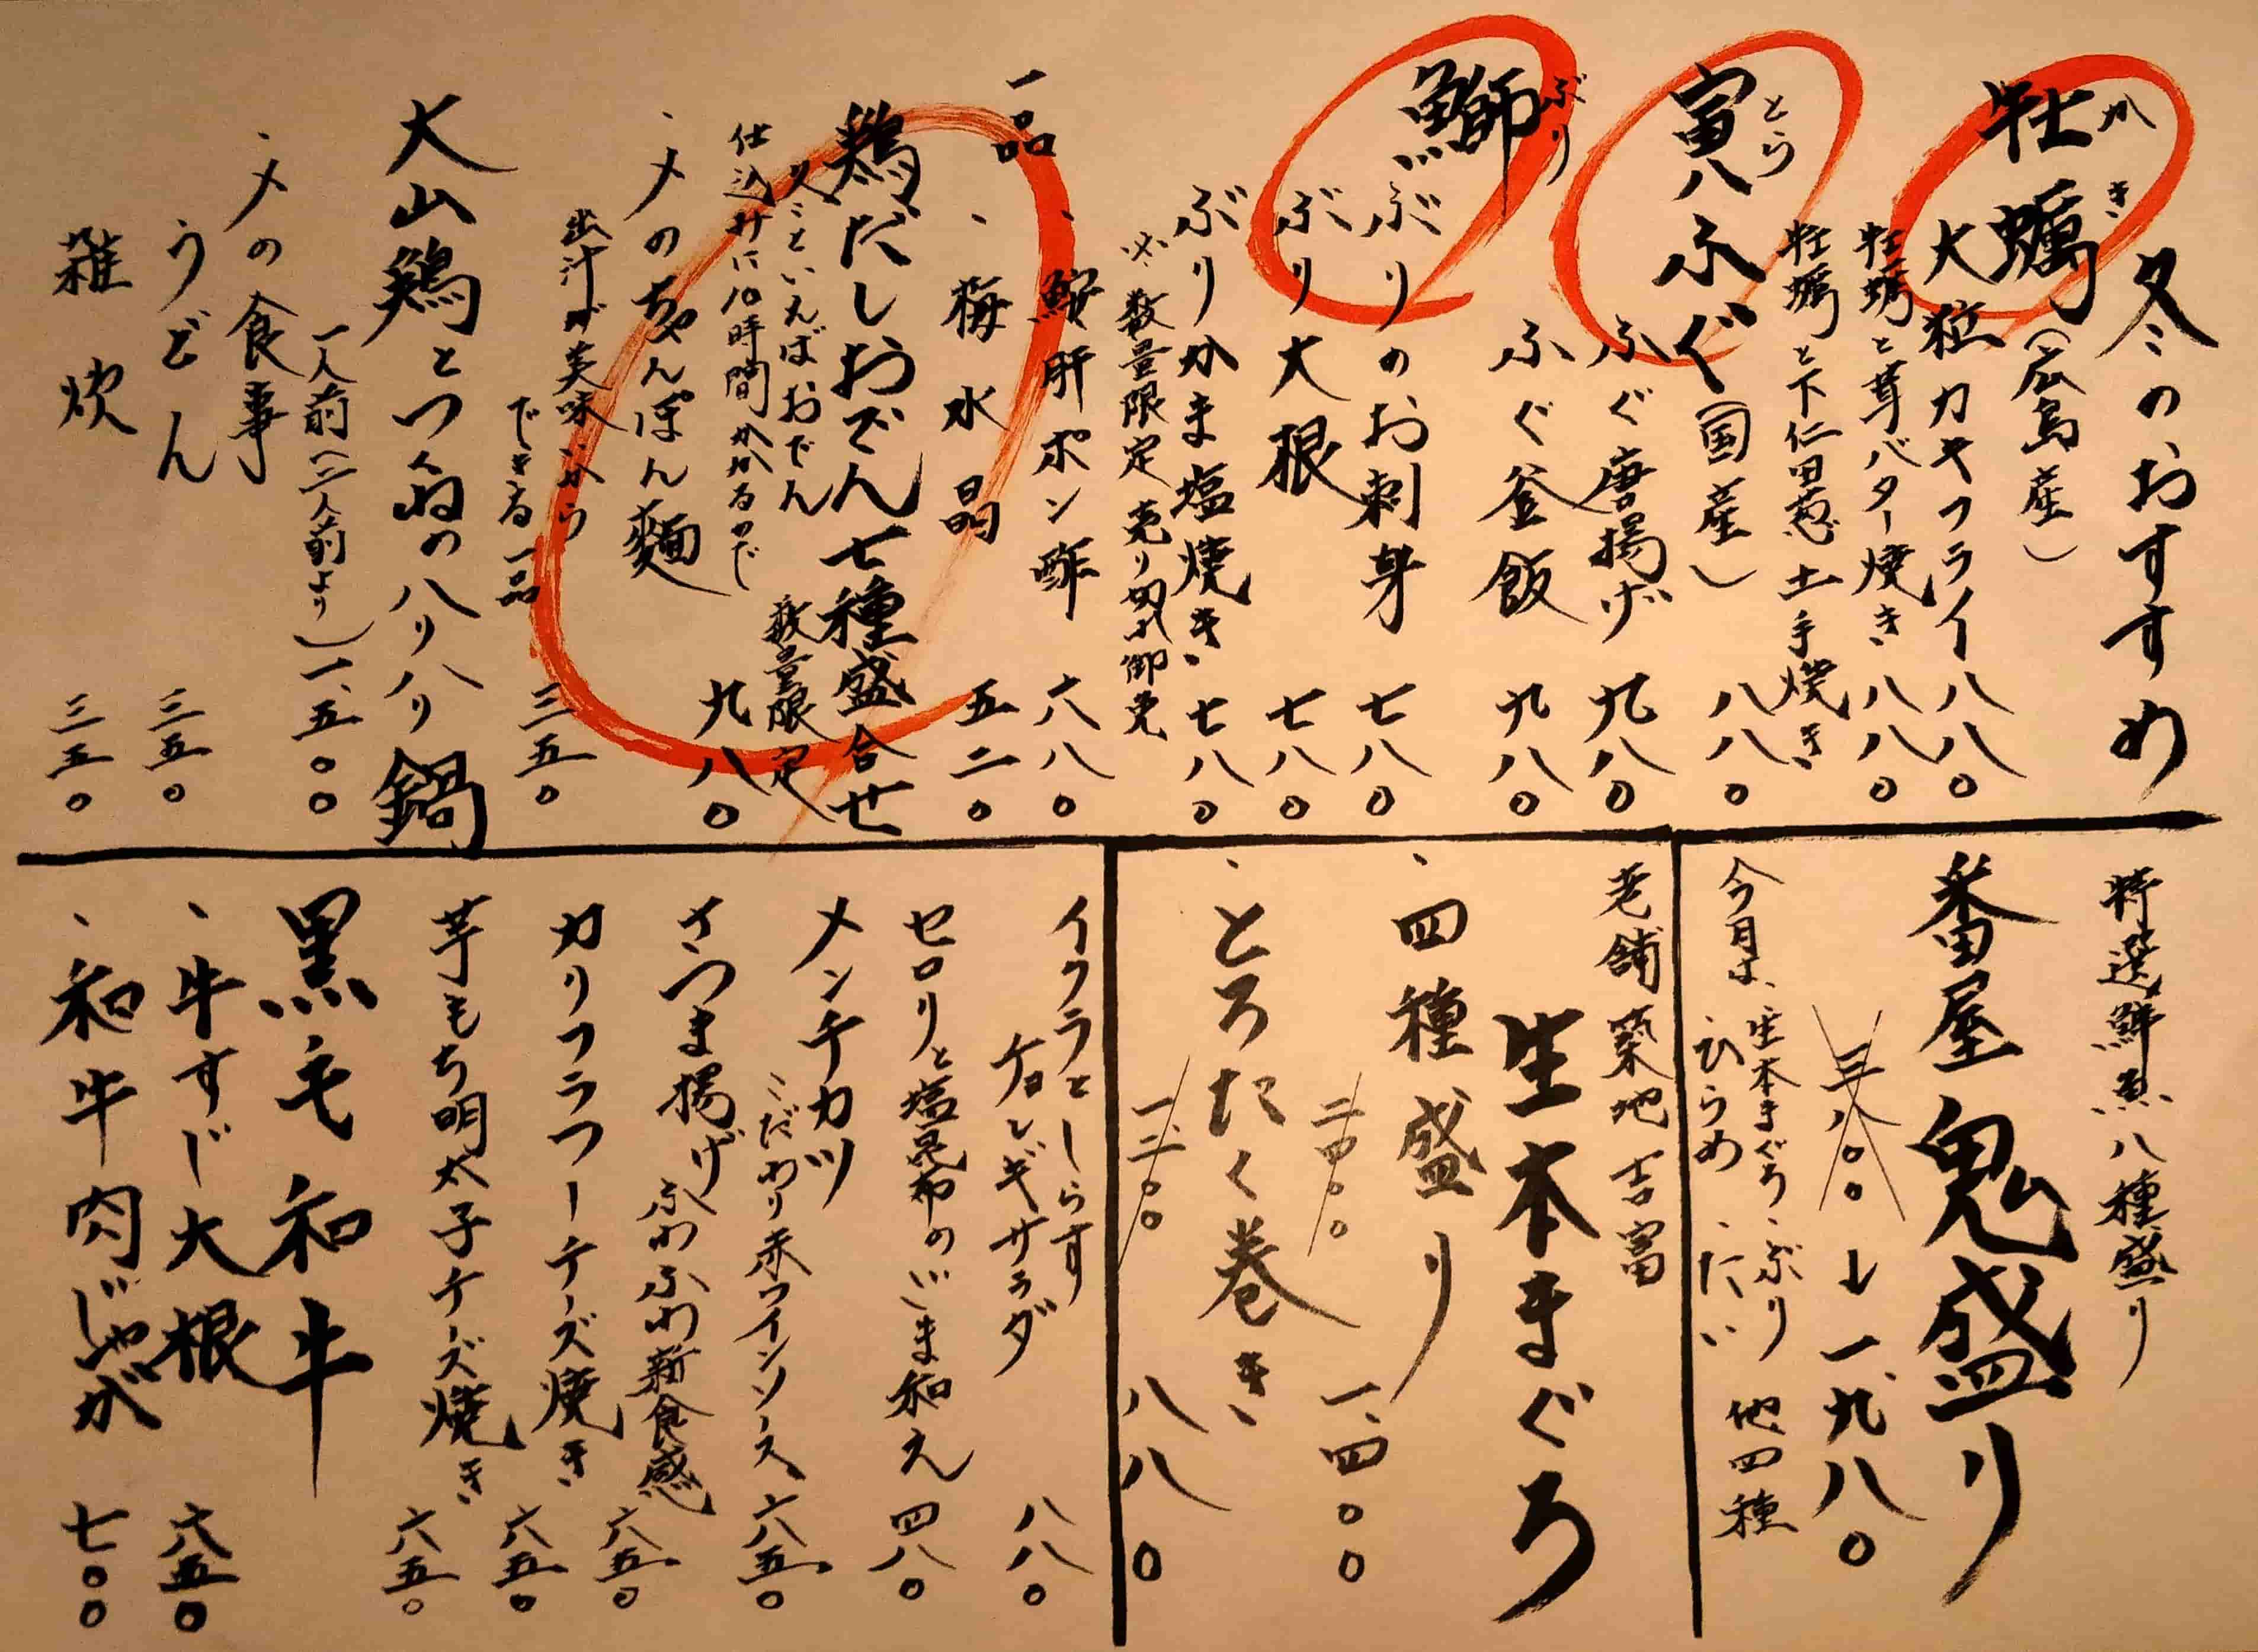 冬のおすすめ
牡蠣（広島産）
かき
大粒カキフライ 八八〇
牡蠣と茸バター焼き 八八〇
牡蠣と下仁田葱土手焼き 八八〇
寅八ふぐ（国産）
とら
ふぐ唐揚げ 九八〇
ふぐ釜飯 九八〇
鰤
ぶり
ぶりのお刺身 七八〇
ぶり大根 七八〇
ぶりかま塩焼き 七八〇
※数量限定 売り切れ御免
一品
、鮟肝ポン酢 六八〇
、梅水晶 五二〇
鶏だしおでん七種盛合せ
冬といえばおでん
仕込みに10時間かかるので
数量限定
九八〇
、〆のちゃんぽん麺
出汁が美味いから
できる一品
三五〇
大山鶏とつくねのハリハリ鍋
一人前（二人前より）一、五〇〇
、〆の食事
うどん 三五〇
雑炊 三五〇
特選鮮魚八種盛り
番屋鬼盛り
三八〇〇→一、九八〇
今月は、生本まぐろ、ぶり
、ひらめ、たい 他四種
老舗築地吉富
生本まぐろ
、四種盛り
二四〇〇 一、四〇〇
、とろたく巻き
一二〇〇 八八〇
イクラとしらす
チョレギサラダ 八八〇
セロリと塩昆布のごま和え 四八〇
メンチカツ
こだわり赤ワインソース 六五〇
さつま揚げ ふわふわ新食感 六五〇
カリフラワーチーズ焼き 六五〇
芋もち明太子チーズ焼き 六五〇
黒毛和牛
、牛すじ大根 六五〇
、和牛肉じゃが 七〇〇